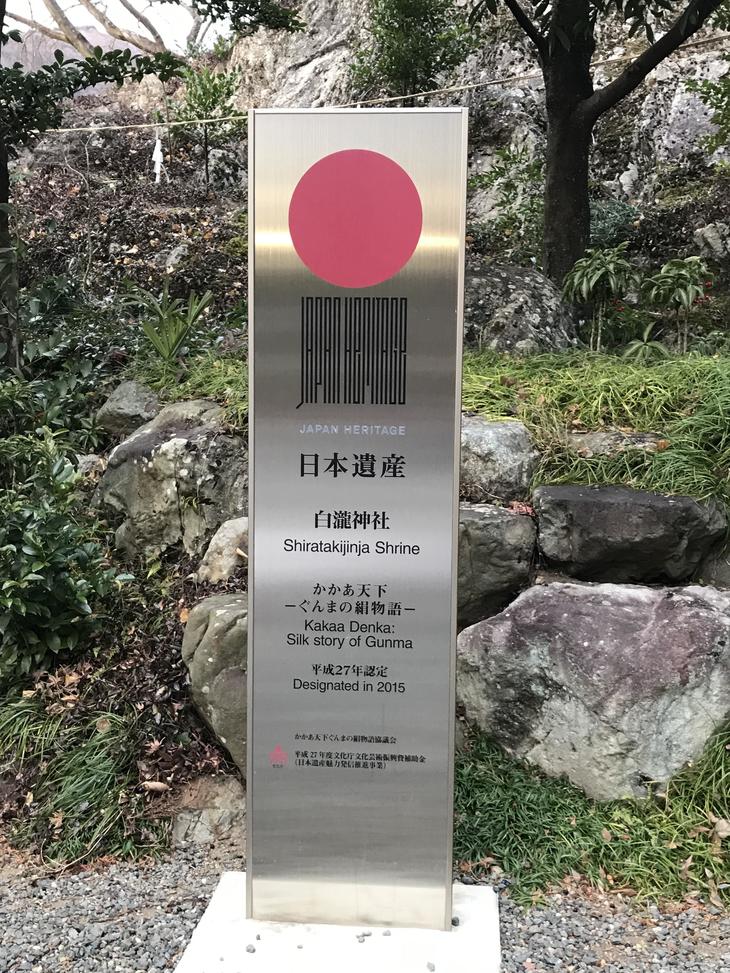 JAPAN HERITAGE
JAPAN HERITAGE
日本遺産
白瀧神社
Shiratakijinja Shrine
かかあ天下
ーぐんまの絹物語ー
Kakaa Denka:
Silk story of Gunma
平成27年認定
Designated in 2015
かかあ天下ぐんまの絹物語協議会
平成27年度文化庁文化芸術振興費補助金
(日本遺産魅力発信推進事業)